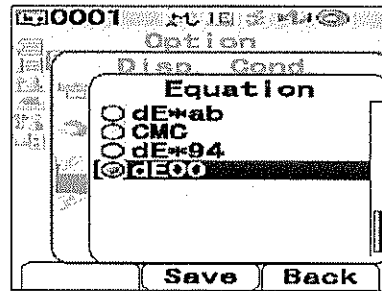 0001
Option
Disp. Cond
Equation
dE*ab
CMC
dE*94
dE00
Save
Back